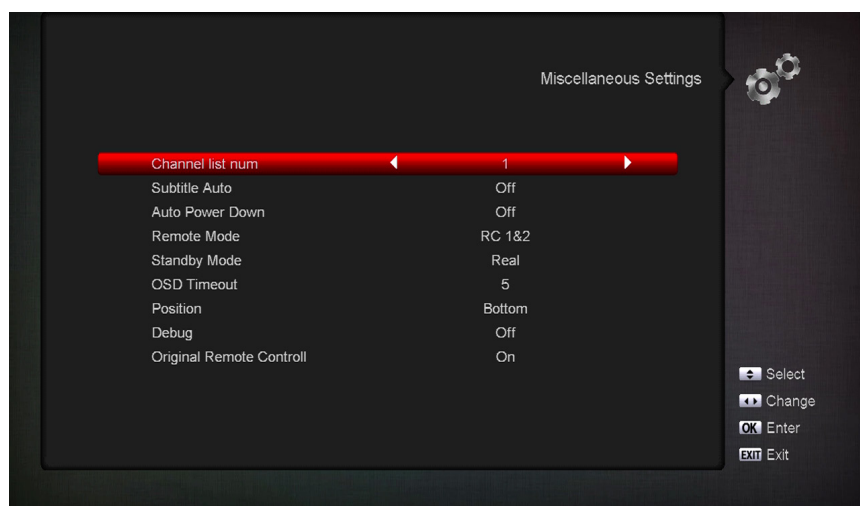 Miscellaneous Settings
Channel list num 1
Subtitle Auto Off
Auto Power Down Off
Remote Mode RC 1&2
Standby Mode Real
OSD Timeout 5
Position Bottom
Debug Off
Original Remote Controll On
Select
Change
OK Enter
EXIT Exit